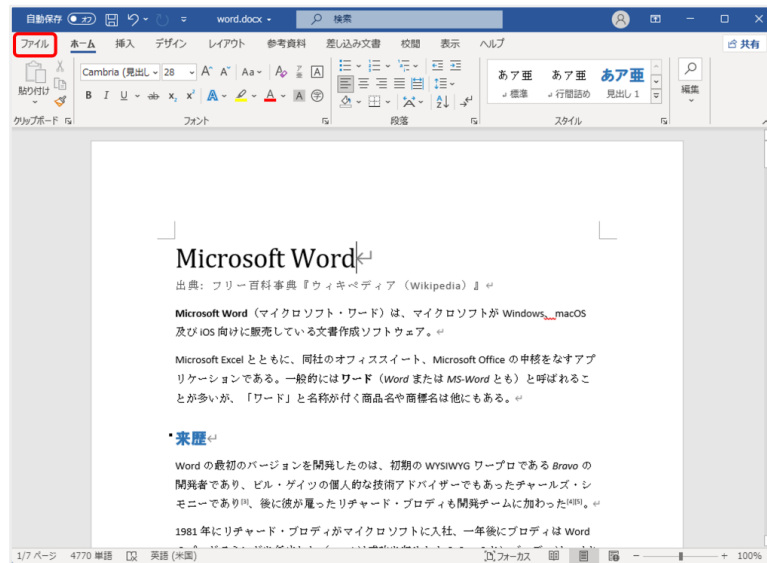 自動保存 オフ word.docx 検索
ファイル ホーム 挿入 デザイン レイアウト 参考資料 差し込み文書 校閲 表示 ヘルプ 共有
Cambria (見出し 28 A A Aa A A
貼り付け B I U ab x₂ x² A A A 字
あア亜 あア亜 あア亜
標準 行間詰め 見出し 1
編集
クリップボード フォント 段落 スタイル
Microsoft Word
出典: フリー百科事典『ウィキペディア（Wikipedia）』
Microsoft Word（マイクロソフト・ワード）は、マイクロソフトが Windows、macOS
及び iOS 向けに販売している文書作成ソフトウェア。
Microsoft Excel とともに、同社のオフィススイート、Microsoft Office の中核をなすアプ
リケーションである。一般的にはワード（Word または MS-Word とも）と呼ばれるこ
とが多いが、「ワード」と名称が付く商品名や商標名は他にもある。
来歴
Word の最初のバージョンを開発したのは、初期の WYSIWYG ワープロである Bravo の
開発者であり、ビル・ゲイツの個人的な技術アドバイザーでもあったチャールズ・シ
モニーであり[3]、後に彼が雇ったリチャード・ブロディも開発チームに加わった[4][5]。
1981 年にリチャード・ブロディがマイクロソフトに入社、一年後にブロディは Word
1/7 ページ 4770 単語 英語 (米国) フォーカス 100%